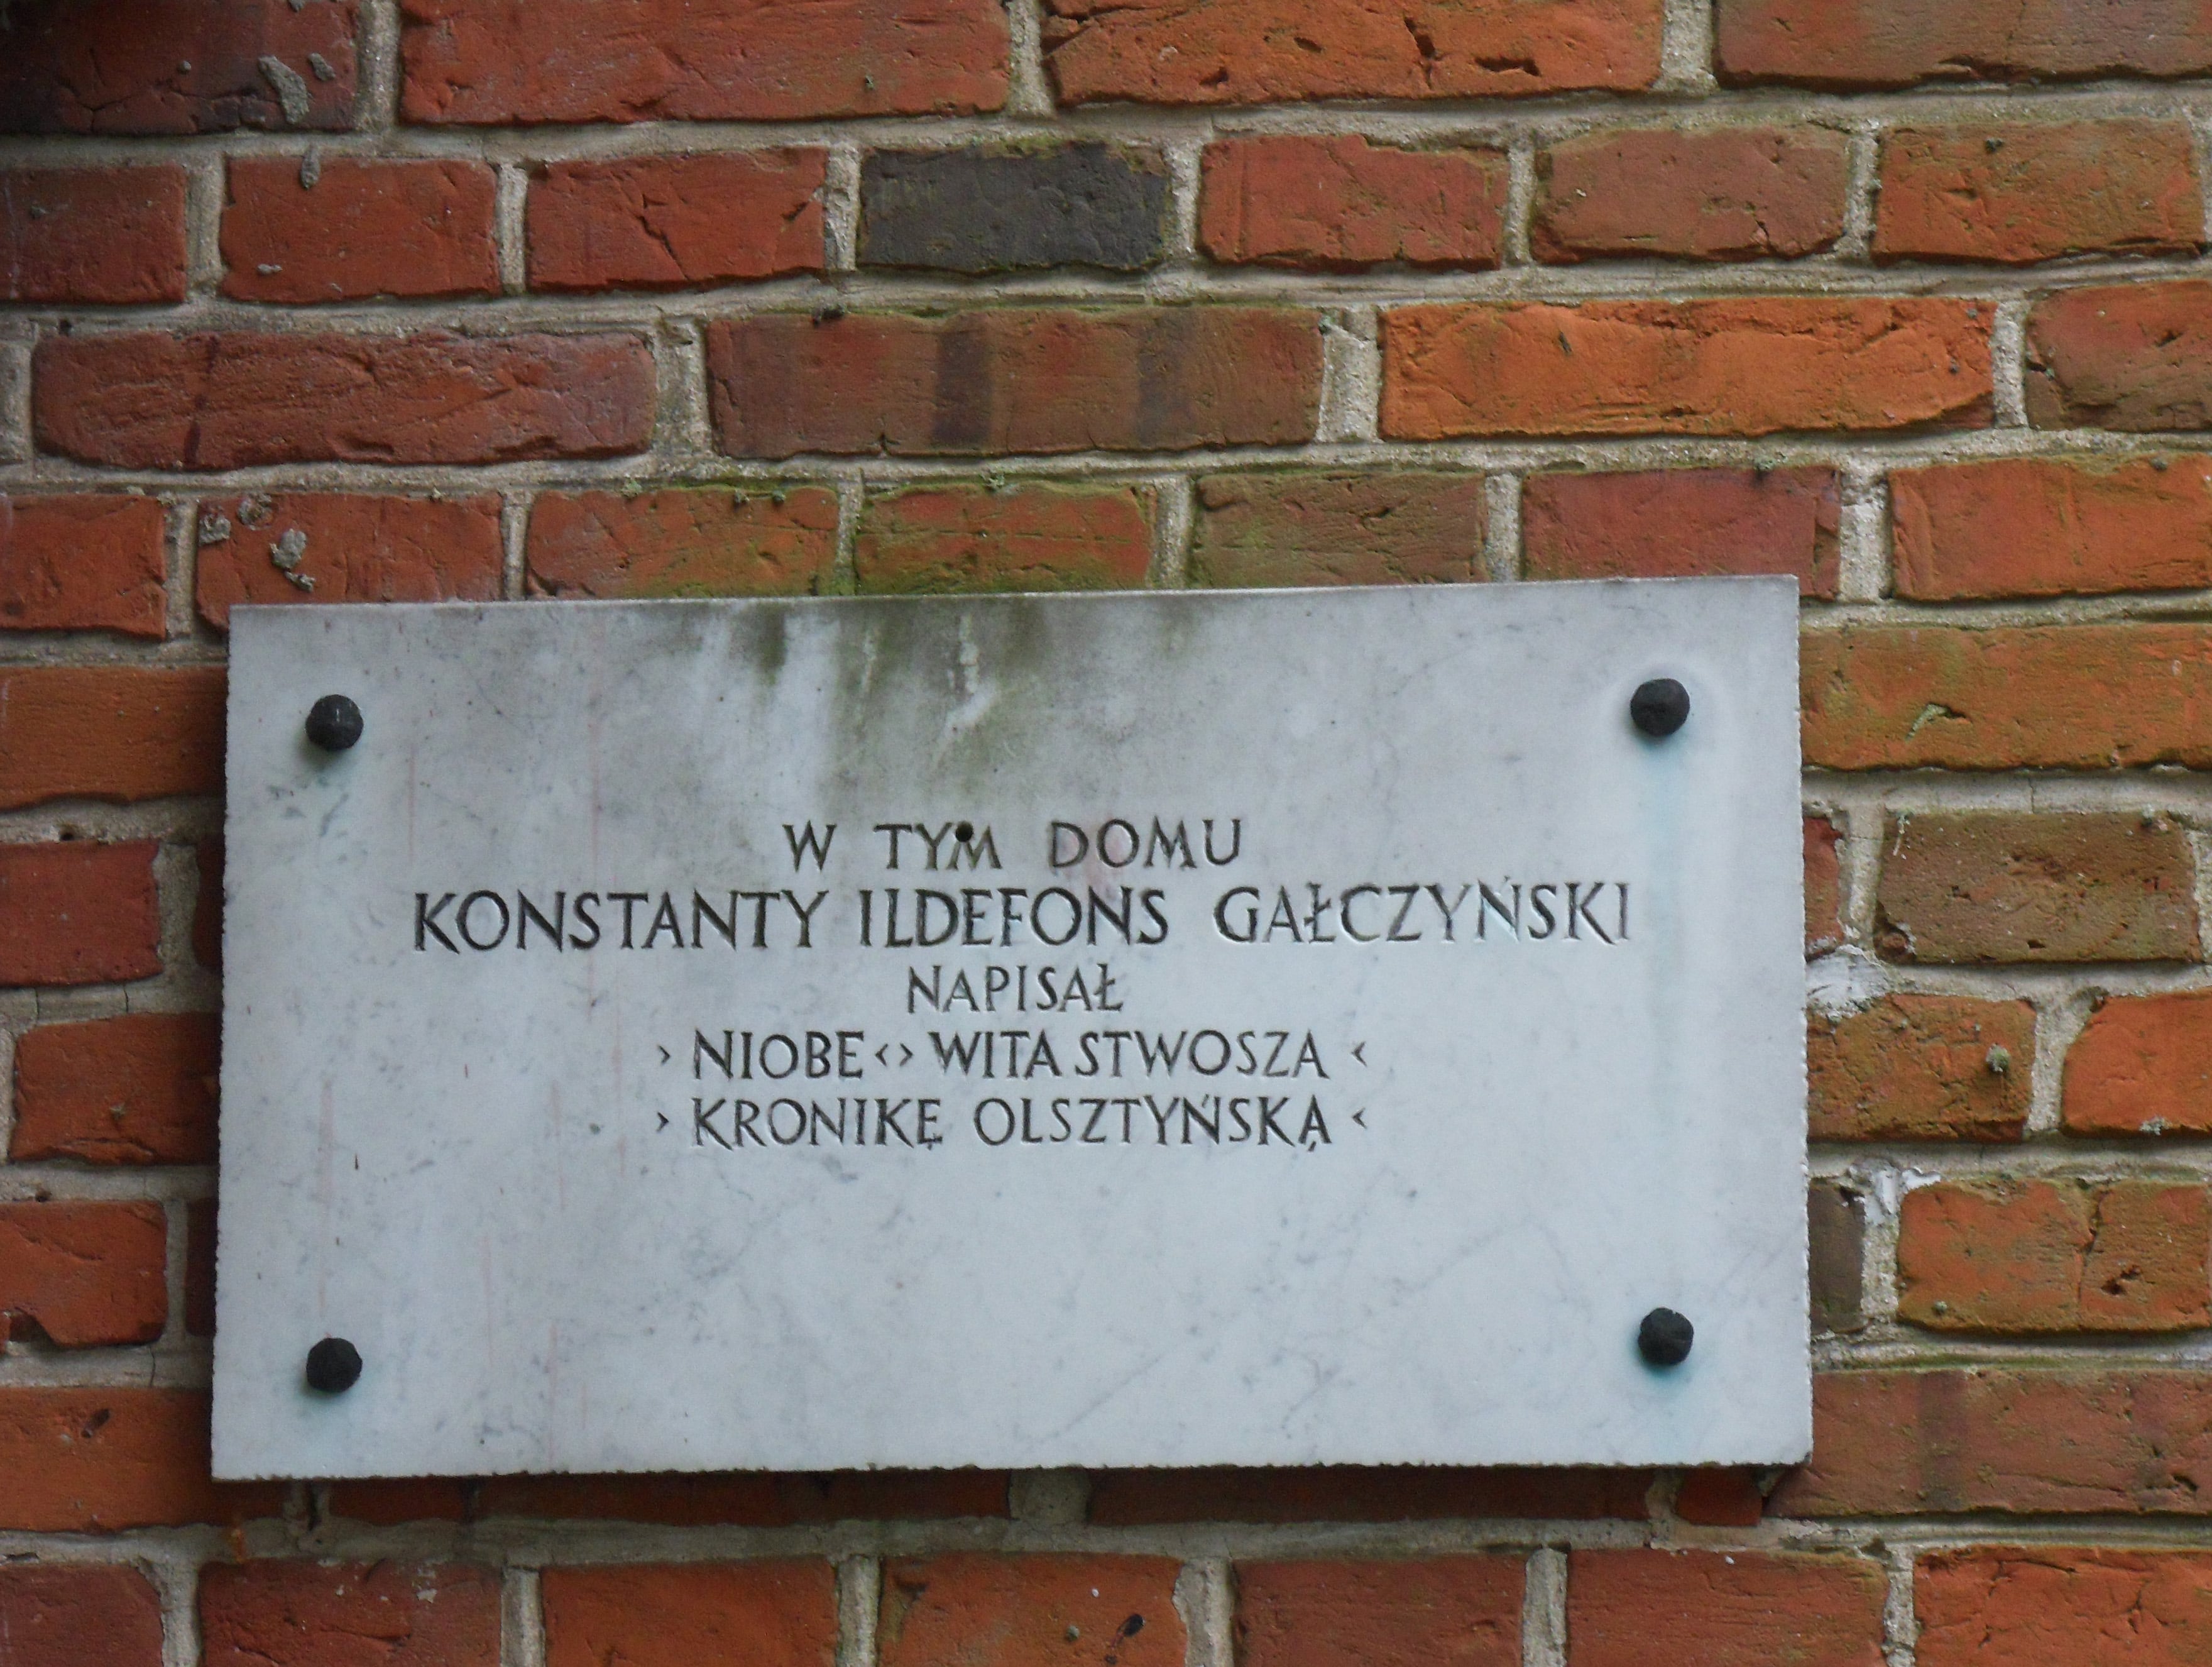 W TYM DOMU
KONSTANTY ILDEFONS GAŁCZYŃSKI
NAPISAŁ
› NIOBE ‹ › WITA STWOSZA ‹
› KRONIKĘ OLSZTYŃSKĄ ‹